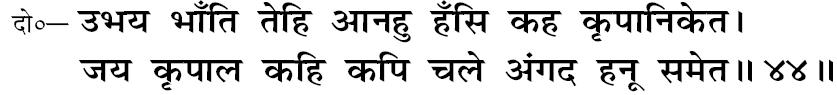 दो०— उभय भाँति तेहि आनहु हँसि कह कृपानिकेत।
जय कृपाल कहि कपि चले अंगद हनू समेत॥ ४४॥